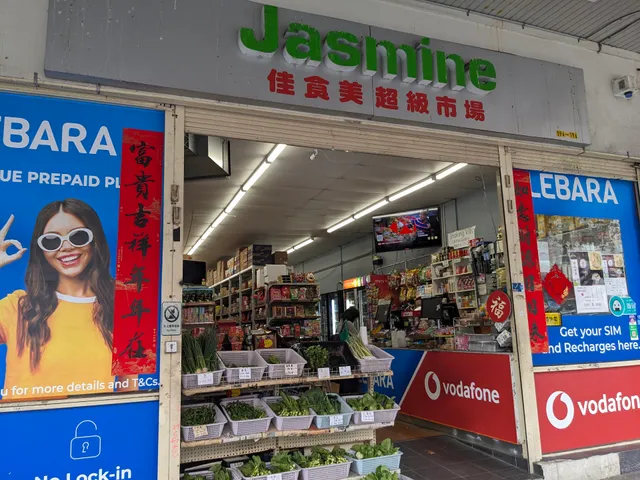 Jasmine
佳食美超級市場
EBARA
UE PREPAID PL
富貴吉祥年年在
u for more details and T&Cs.
No Lock-in
福
vodafone
LEBARA
Get your SIM
and Recharges here.
vodafon